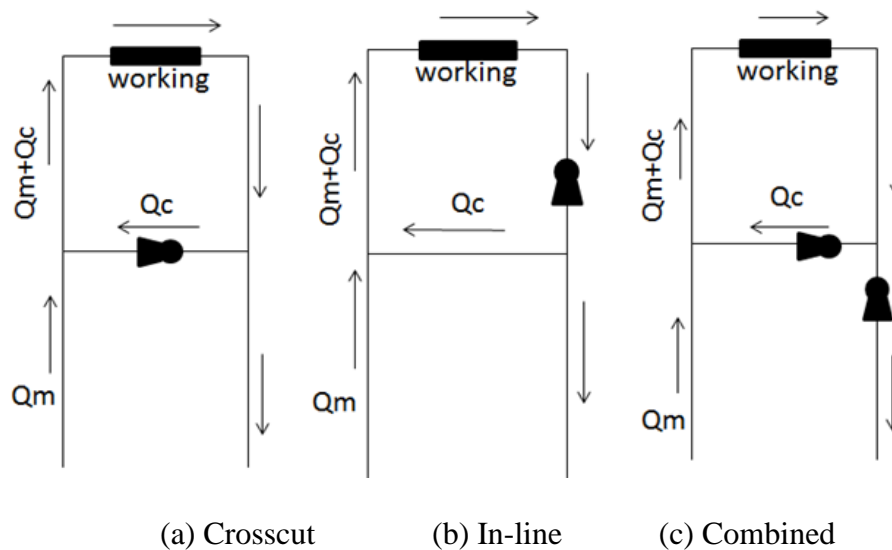 working
Qm+Qc
Qc
Qm
working
Qm+Qc
Qc
Qm
working
Qm+Qc
Qc
Qm
(a) Crosscut (b) In-line (c) Combined